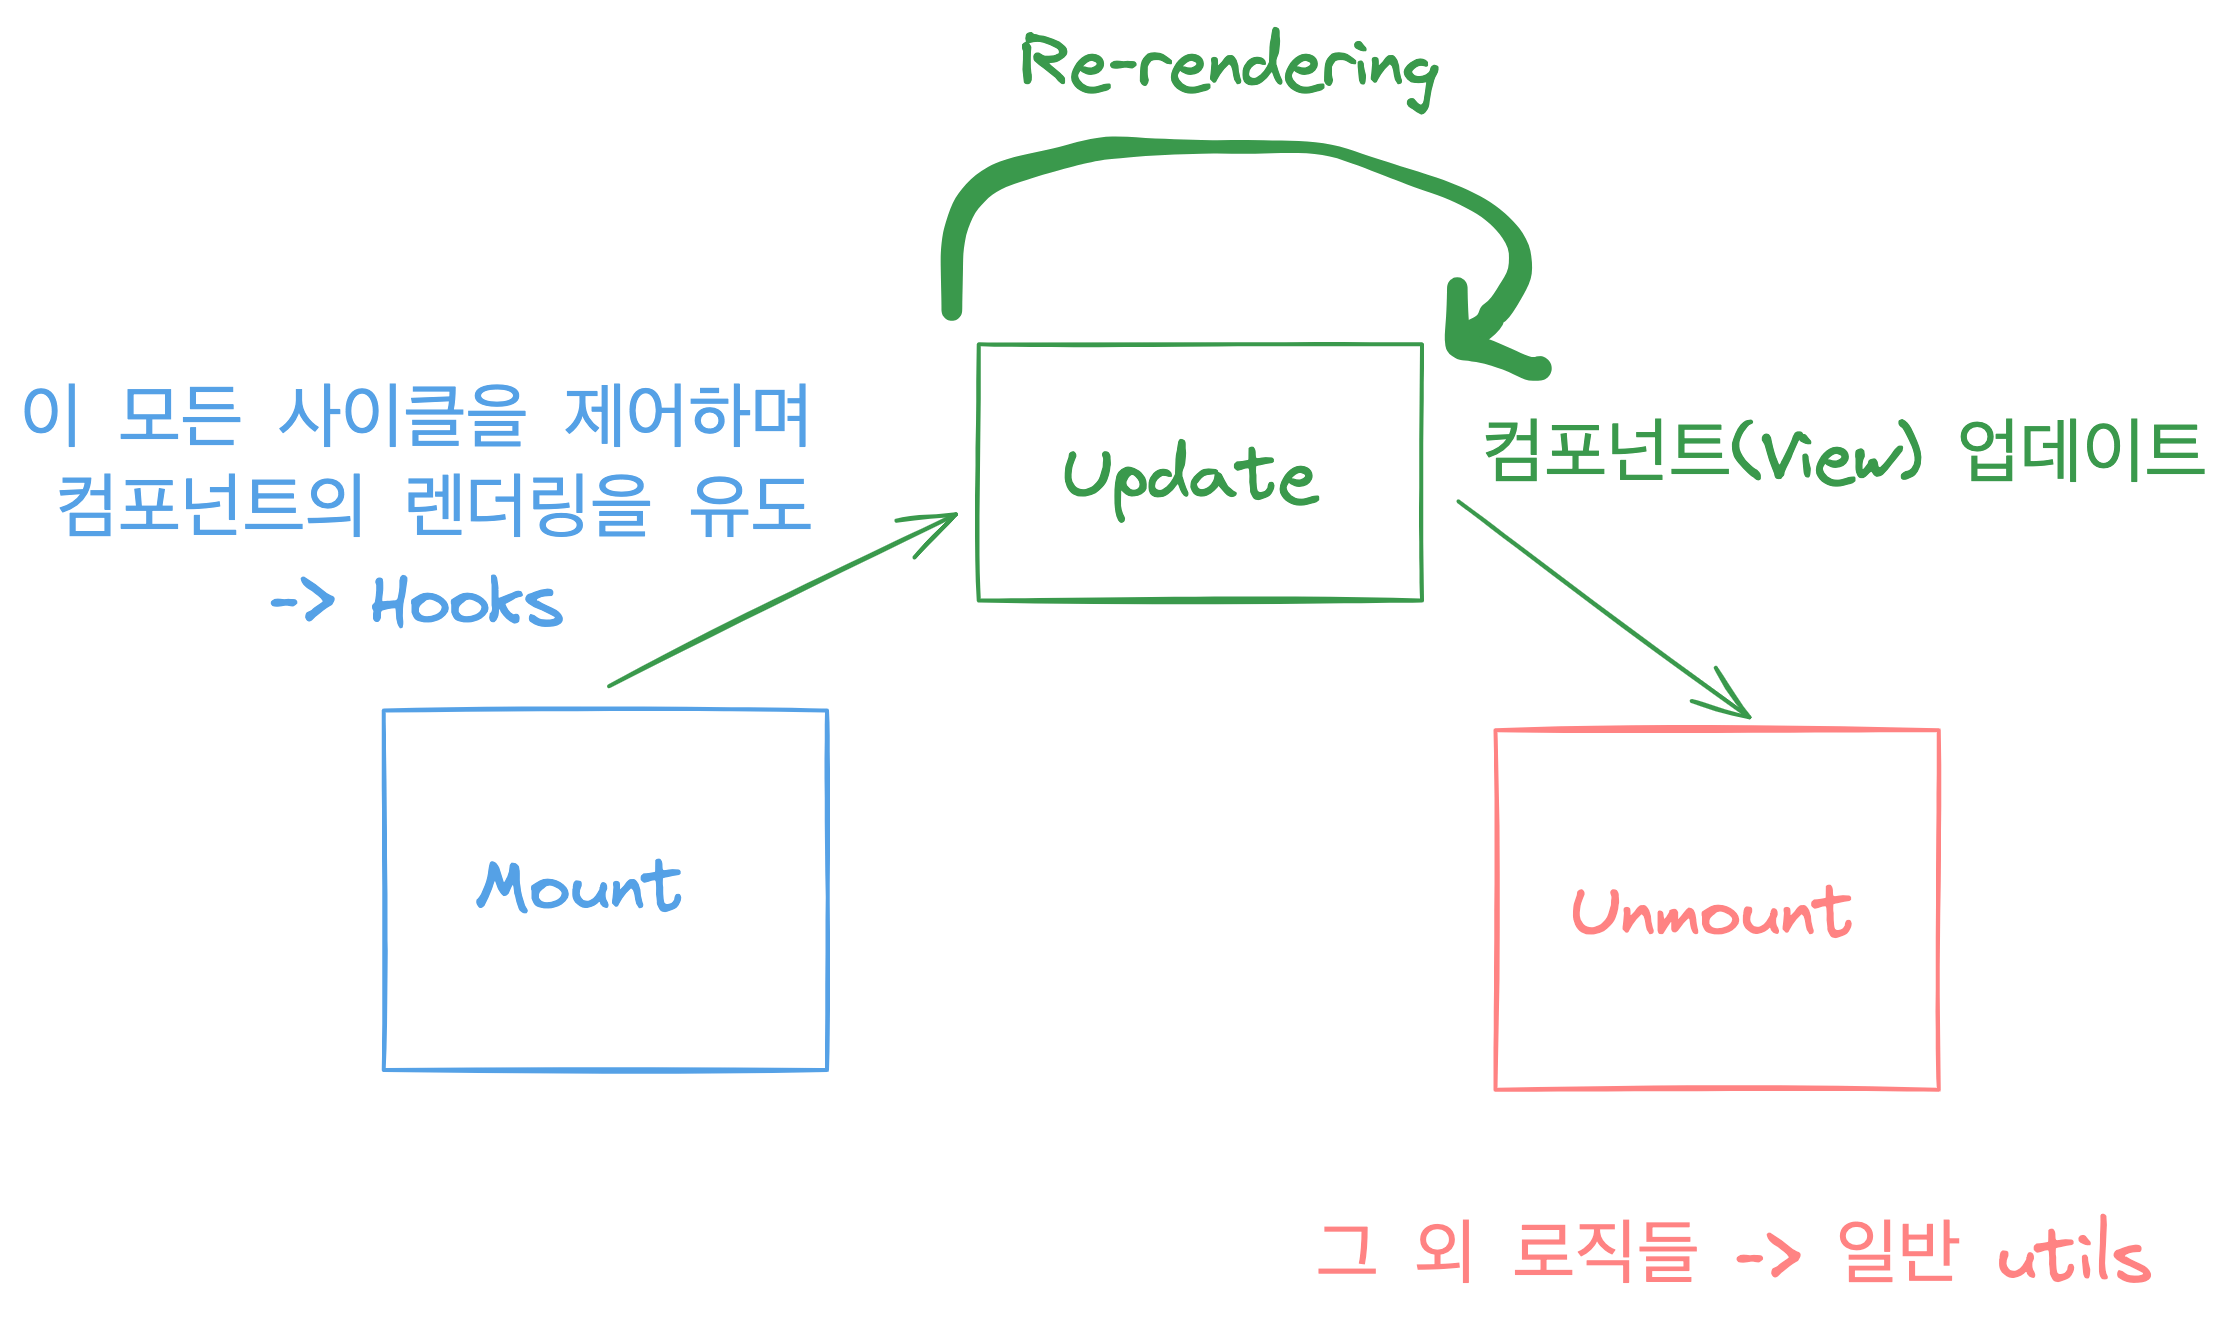 Re-rendering
이 모든 사이클을 제어하며
컴포넌트의 렌더링을 유도
-> Hooks
Update
컴포넌트(View) 업데이트
Mount
Unmount
그 외 로직들 -> 일반 utils